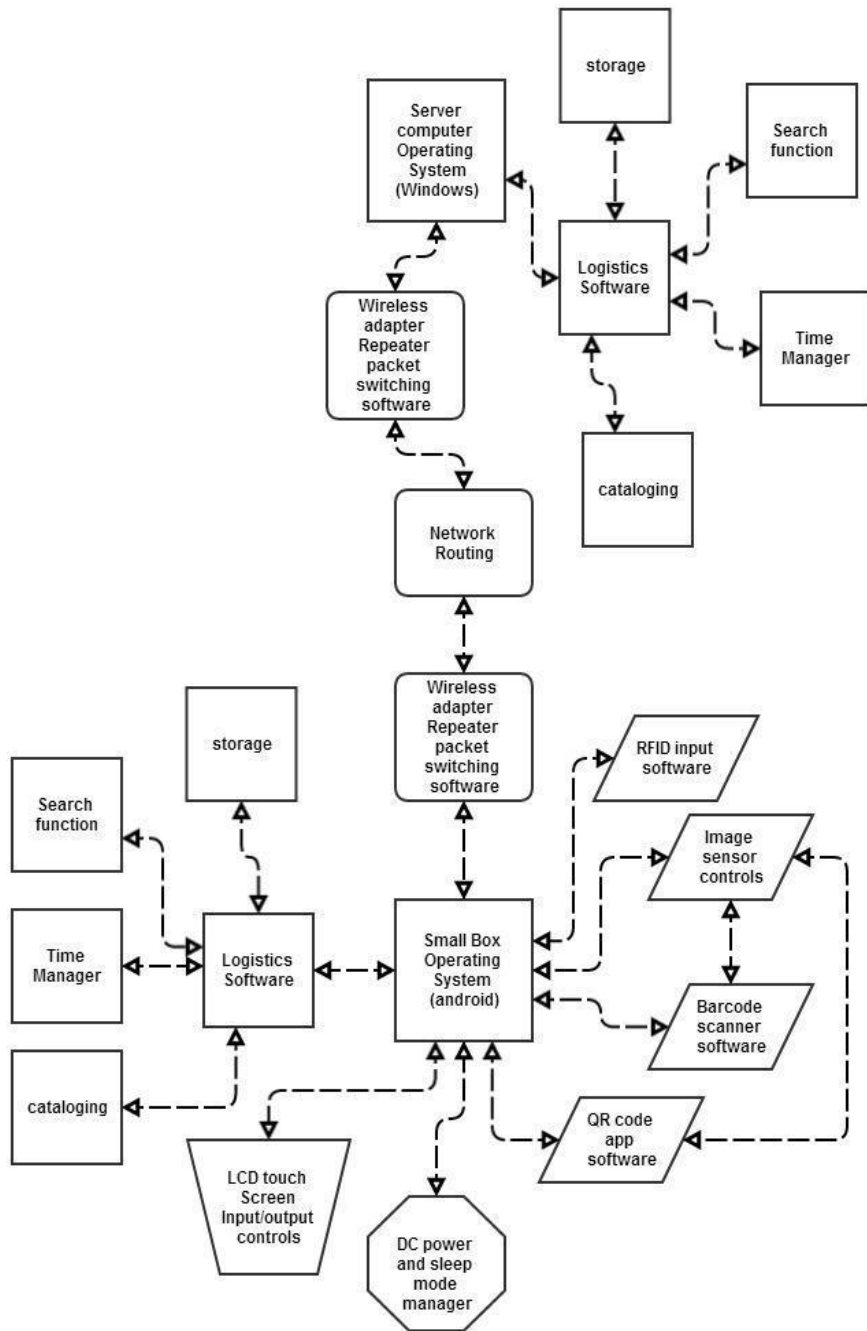 storage
Server
computer
Operating
System
(Windows)
Search
function
Logistics
Software
Wireless
adapter
Repeater
packet
switching
software
Time
Manager
cataloging
Network
Routing
Wireless
adapter
Repeater
packet
switching
software
storage
RFID input
software
Search
function
Image
sensor
controls
Time
Manager
Logistics
Software
Small Box
Operating
System
(android)
Barcode
scanner
software
cataloging
QR code
app
software
LCD touch
Screen
Input/output
controls
DC power
and sleep
mode
manager